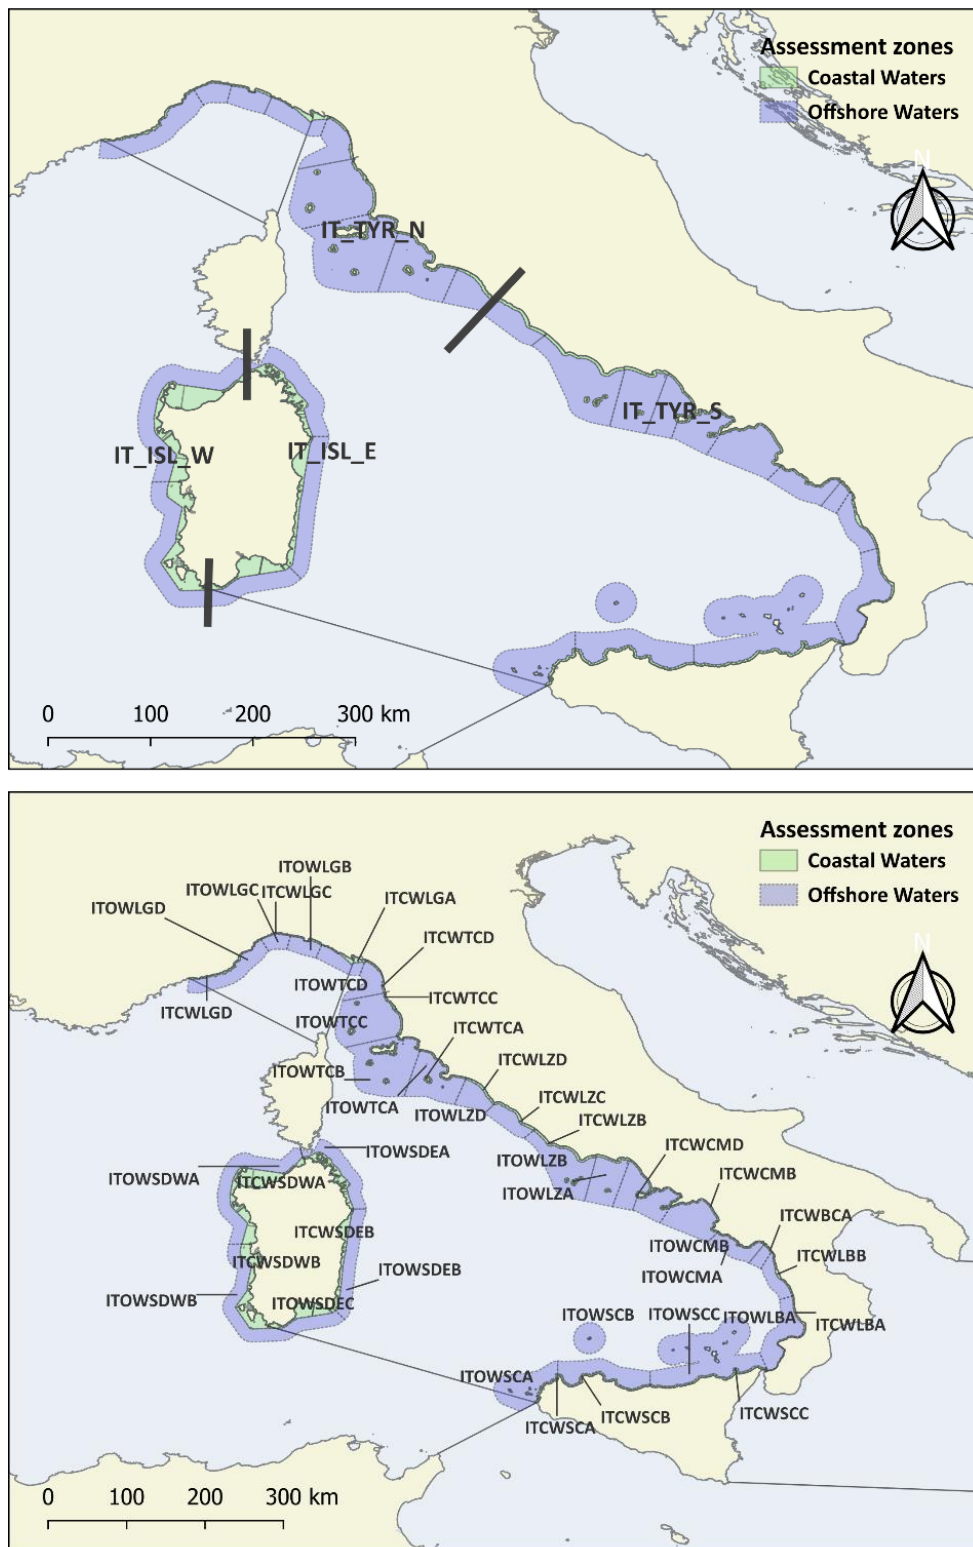 Assessment zones
Coastal Waters
Offshore Waters
N
IT_TYR_N
IT_TYR_S
IT_ISL_W
IT_ISL_E
0 100 200 300 km
Assessment zones
Coastal Waters
Offshore Waters
N
ITOWLGB
ITOWLGC
ITCWLGC
ITCWLGA
ITOWLGD
ITCWTCD
ITOWTCD
ITCWLGD
ITCWTCC
ITOWTCC
ITCWTCA
ITCWLZD
ITOWTCB
ITOWTCA
ITOWLZD
ITCWLZC
ITCWLZB
ITOWSDEA
ITOWLZB
ITCWCMD
ITOWSDWA
ITCWSDWA
ITOWLZA
ITCWCMB
ITCWBCA
ITCWSDEB
ITOWCMB
ITCWLBB
ITCWSDWB
ITOWSDEB
ITOWCMA
ITOWSDWB
ITOWSDEC
ITOWSCB
ITOWSCC
ITOWLBA
ITCWLBA
ITOWSCA
ITCWSCA
ITCWSCB
ITCWSCC
0 100 200 300 km